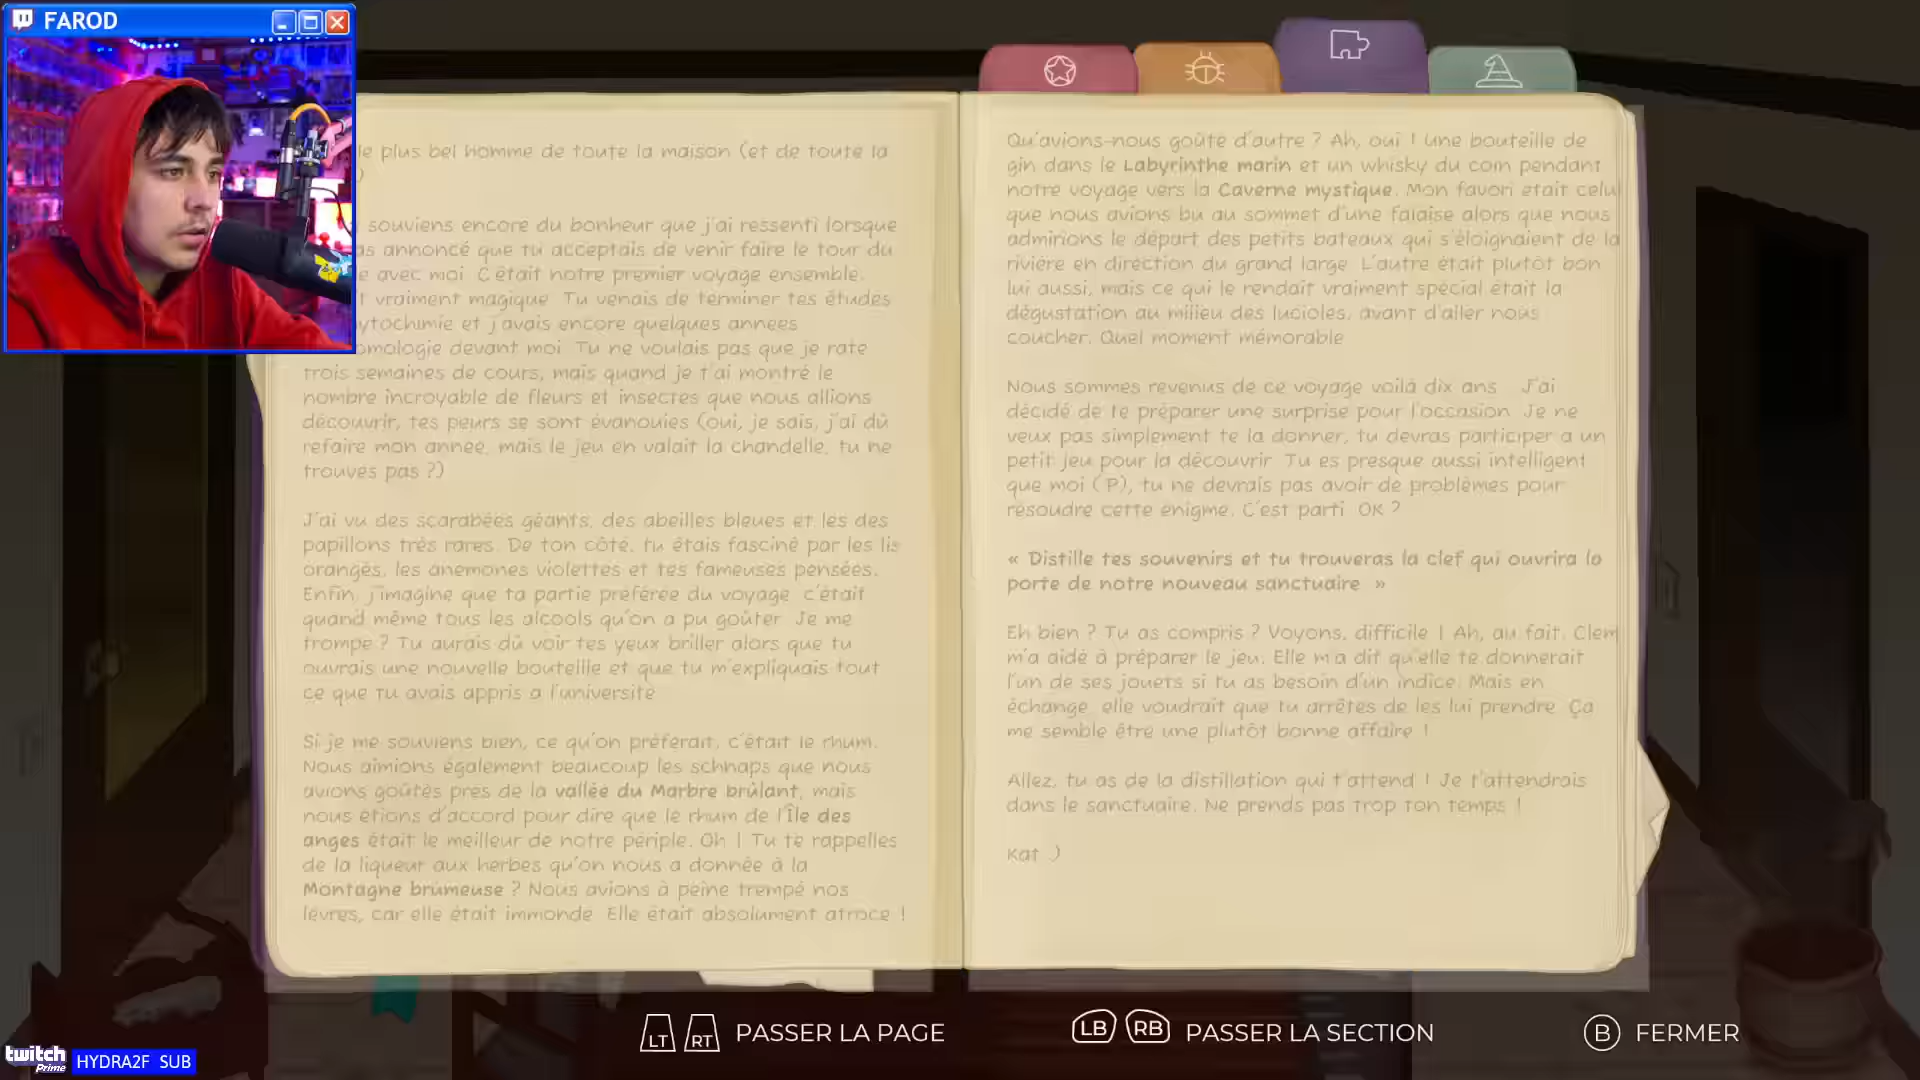 FAROD
le plus bel homme de toute la maison (et de toute la
)
souviens encore du bonheur que j'ai ressenti lorsque
as annoncé que tu acceptais de venir faire le tour du
e avec moi. C'était notre premier voyage ensemble.
t vraiment magique. Tu venais de terminer tes études
ytochimie et j'avais encore quelques années
omologie devant moi. Tu ne voulais pas que je rate
trois semaines de cours, mais quand je t'ai montré le
nombre incroyable de fleurs et insectes que nous allions
découvrir, tes peurs se sont évanouies (oui, je sais, j'ai dû
refaire mon année, mais le jeu en valait la chandelle, tu ne
trouves pas ?)
J'ai vu des scarabées géants, des abeilles bleues et les des
papillons très rares. De ton côté, tu étais fasciné par les lis
orangés, les anémones violettes et tes fameuses pensées.
Enfin, j'imagine que ta partie préférée du voyage, c'était
quand même tous les alcools qu'on a pu goûter. Je me
trompe ? Tu aurais dû voir tes yeux briller alors que tu
ouvrais une nouvelle bouteille et que tu m'expliquais tout
ce que tu avais appris à l'université
Si je me souviens bien, ce qu'on préférait, c'était le rhum.
Nous aimions également beaucoup les schnaps que nous
avions goûtés près de la vallée du Marbre brûlant, mais
nous étions d'accord pour dire que le rhum de l'Île des
anges était le meilleur de notre périple. Oh ! Tu te rappelles
de la liqueur aux herbes qu'on nous a donnée à la
Montagne brumeuse ? Nous avions à peine trempé nos
lèvres, car elle était immonde. Elle était absolument atroce !
Qu'avions-nous goûté d'autre ? Ah, oui ! une bouteille de
gin dans le Labyrinthe marin et un whisky du coin pendant
notre voyage vers la Caverne mystique. Mon favori était celui
que nous avions bu au sommet d'une falaise alors que nous
admirions le départ des petits bateaux qui s'éloignaient de la
rivière en direction du grand large. L'autre était plutôt bon
lui aussi, mais ce qui le rendait vraiment spécial était la
dégustation au milieu des lucioles, avant d'aller nous
coucher. Quel moment mémorable
Nous sommes revenus de ce voyage voilà dix ans... J'ai
décidé de te préparer une surprise pour l'occasion. Je ne
veux pas simplement te la donner, tu devras participer à un
petit jeu pour la découvrir. Tu es presque aussi intelligent
que moi (:P), tu ne devrais pas avoir de problèmes pour
résoudre cette énigme. C'est parti. OK ?
« Distille tes souvenirs et tu trouveras la clef qui ouvrira la
porte de notre nouveau sanctuaire. »
Eh bien ? Tu as compris ? Voyons, difficile ! Ah, au fait, Clem
m'a aidé à préparer le jeu. Elle m'a dit qu'elle te donnerait
l'un de ses jouets si tu as besoin d'un indice. Mais en
échange, elle voudrait que tu arrêtes de les lui prendre. Ça
me semble être une plutôt bonne affaire !
Allez, tu as de la distillation qui t'attend ! Je t'attendrais
dans le sanctuaire. Ne prends pas trop ton temps !
Kat :)
LT RT PASSER LA PAGE
LB RB PASSER LA SECTION
B FERMER
twitch
Prime
HYDRA2F SUB